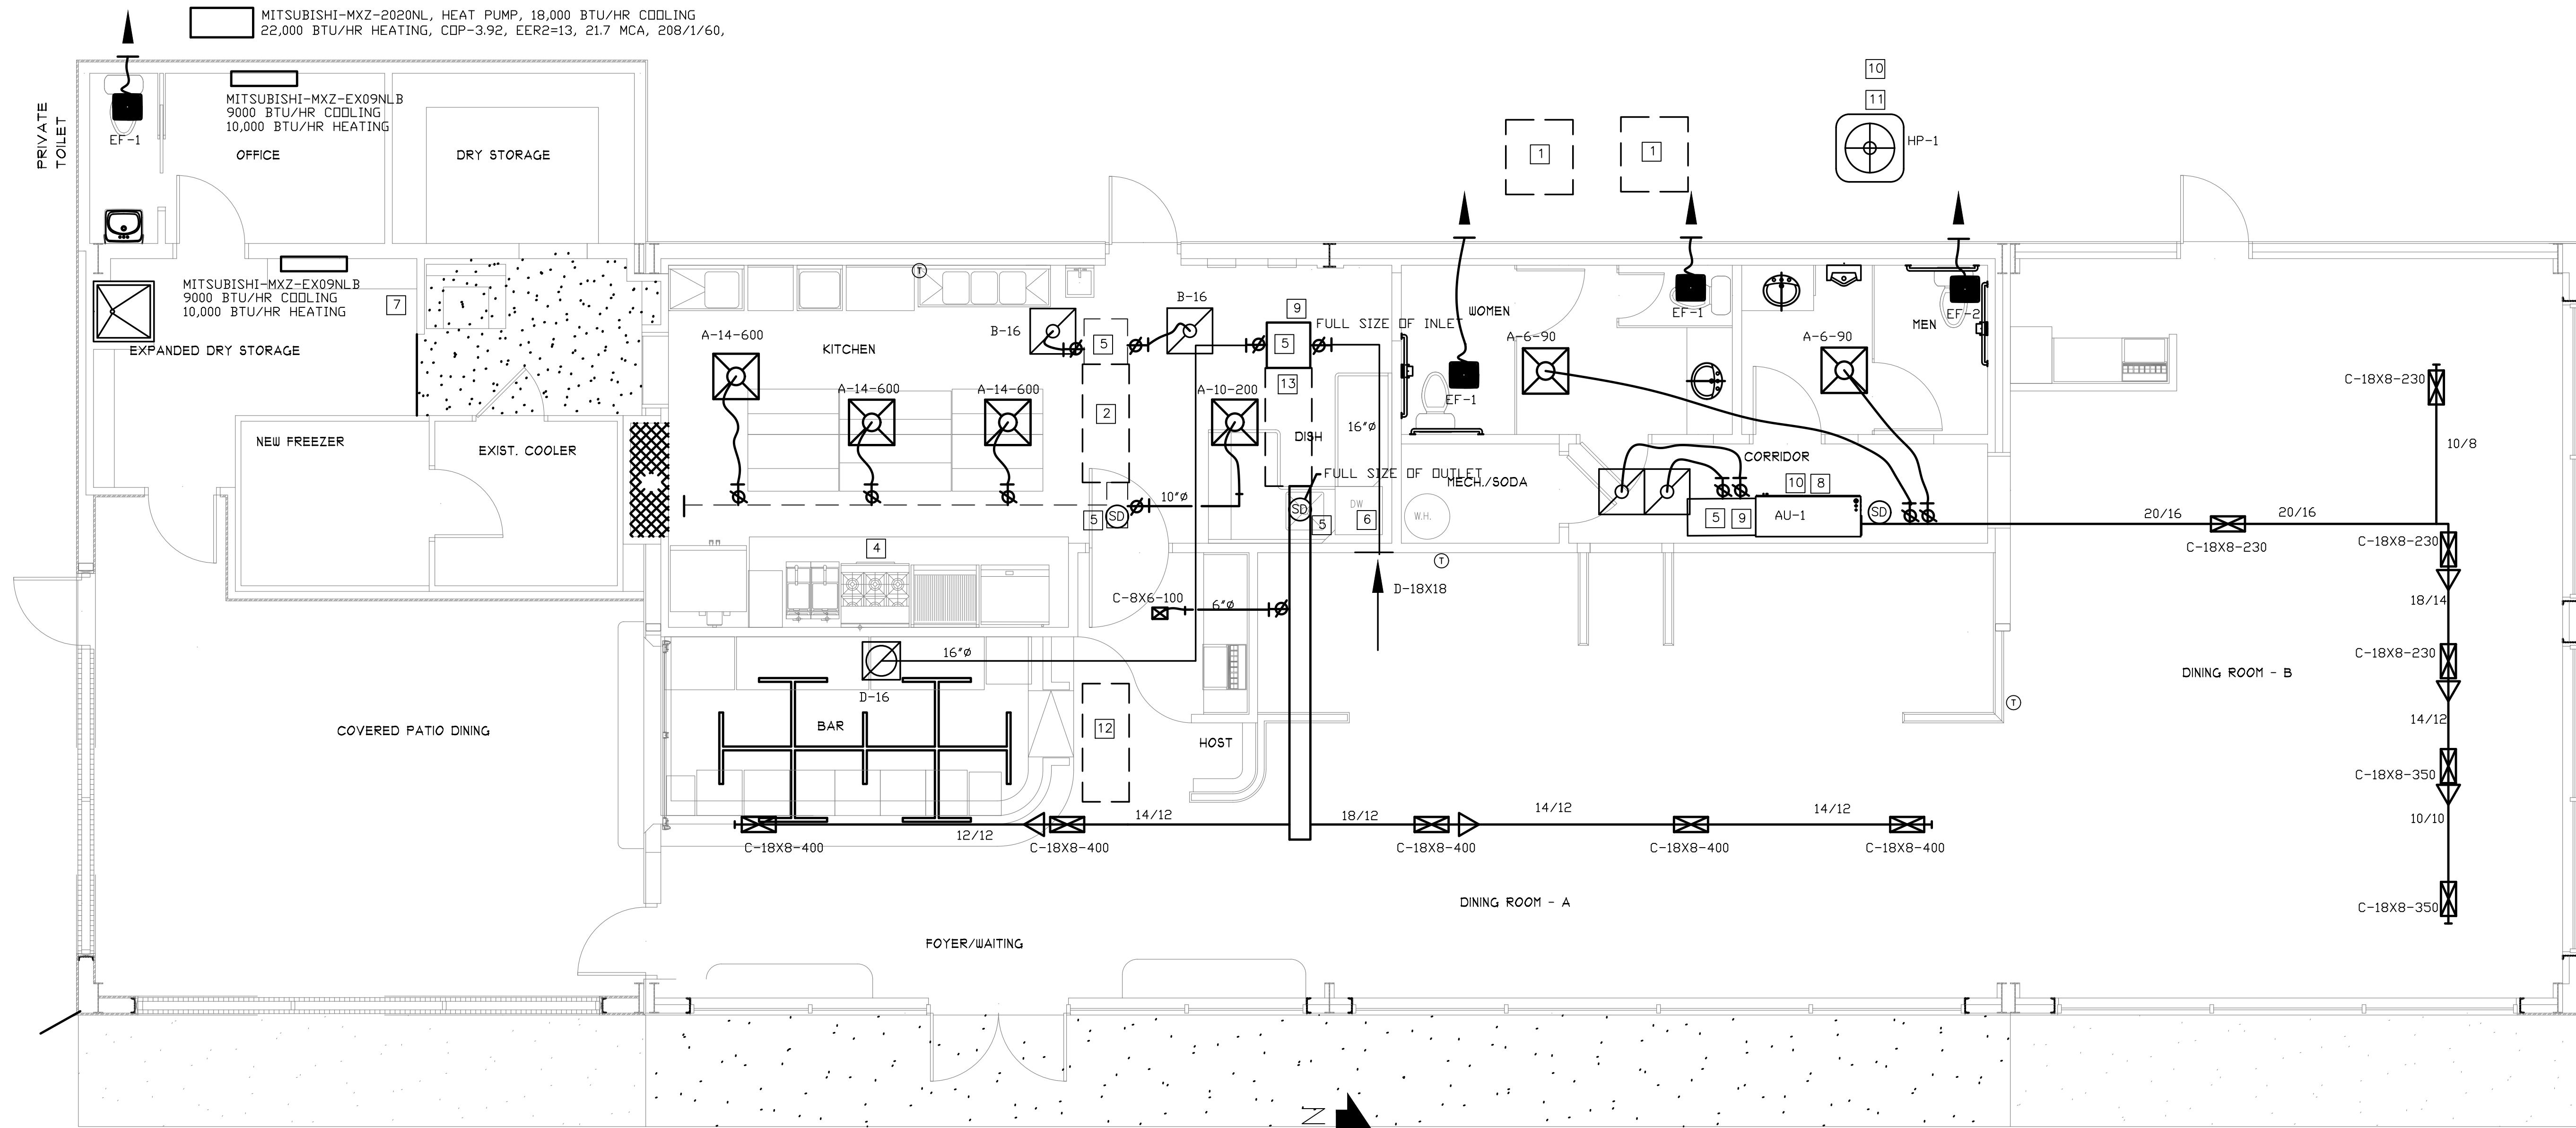 MITSUBISHI-MXZ-2020NL, HEAT PUMP, 18,000 BTU/HR COOLING
22,000 BTU/HR HEATING, COP-3.92, EER2=13, 21.7 MCA, 208/1/60,
PRIVATE
TOILET
EF-1
MITSUBISHI-MXZ-EX09NLB
9000 BTU/HR COOLING
10,000 BTU/HR HEATING
OFFICE
DRY STORAGE
10
11
HP-1
1
1
MITSUBISHI-MXZ-EX09NLB
9000 BTU/HR COOLING
10,000 BTU/HR HEATING
7
EXPANDED DRY STORAGE
NEW FREEZER
EXIST. COOLER
T
A-14-600
KITCHEN
A-14-600
A-14-600
B-16
B-16
5
2
5
SD
10"Ø
A-10-200
9
FULL SIZE OF INLET
5
13
DISH
16"Ø
FULL SIZE OF OUTLET
SD
5
DW
6
WOMEN
EF-1
EF-1
MEN
EF-2
A-6-90
A-6-90
MECH./SODA
W.H.
CORRIDOR
10
8
5
9
AU-1
SD
20/16
20/16
C-18X8-230
C-18X8-230
10/8
C-18X8-230
18/14
C-18X8-230
14/12
C-18X8-350
10/10
C-18X8-350
DINING ROOM - B
T
T
D-18X18
4
C-8X6-100
6"Ø
16"Ø
D-16
BAR
12
HOST
COVERED PATIO DINING
12/12
14/12
18/12
14/12
14/12
C-18X8-400
C-18X8-400
C-18X8-400
C-18X8-400
C-18X8-400
DINING ROOM - A
FOYER/WAITING
N